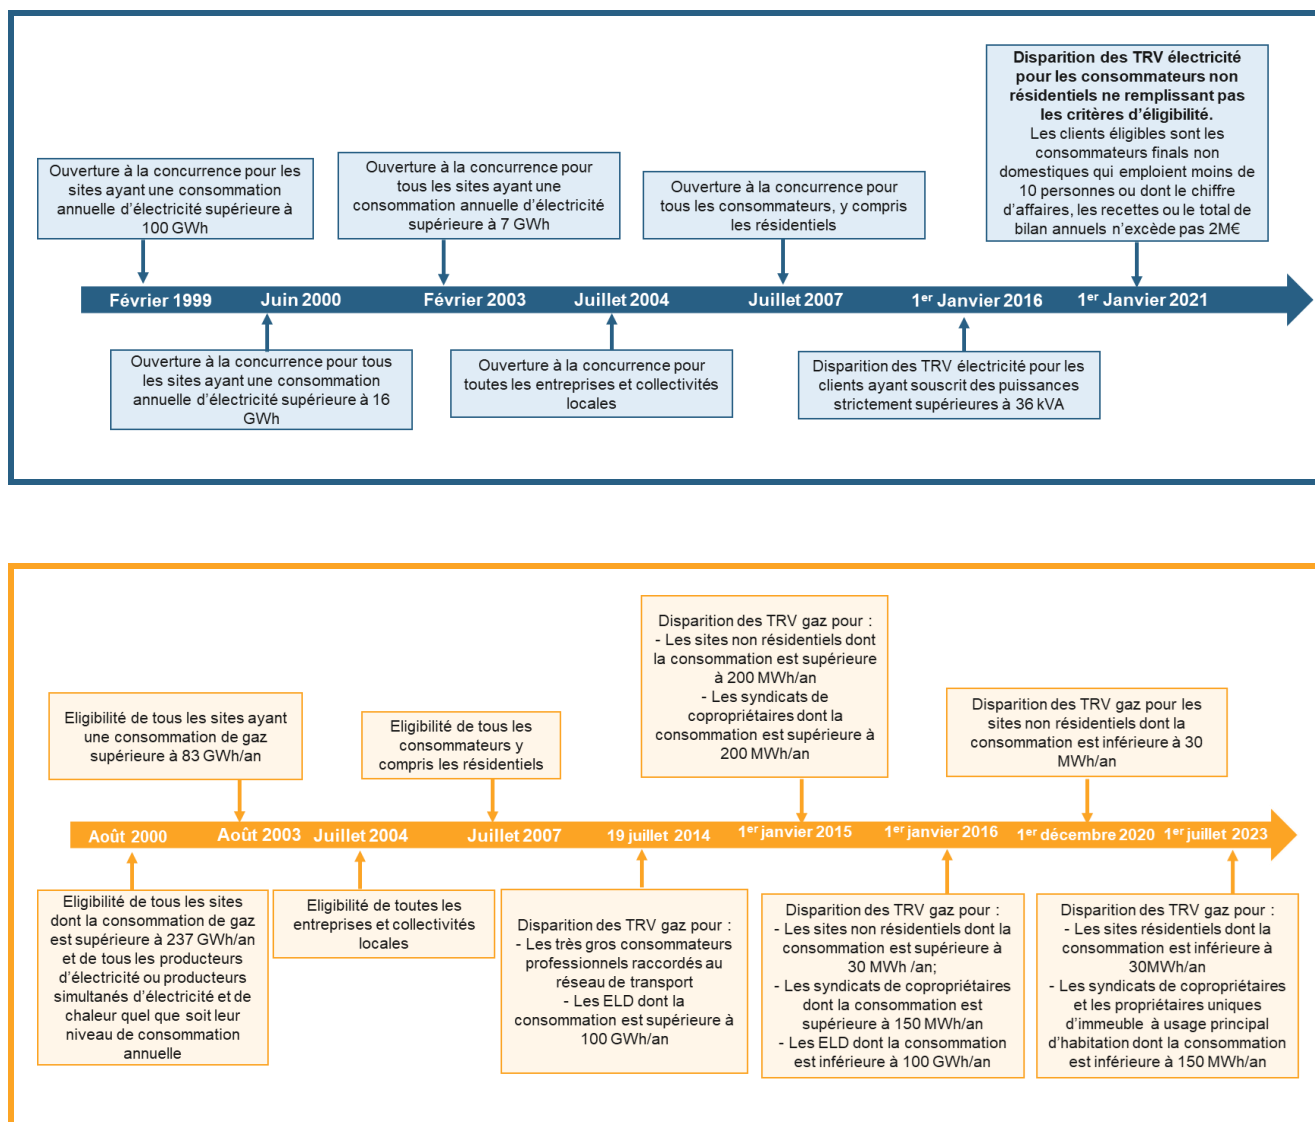 Disparition des TRV électricité
pour les consommateurs non
résidentiels ne remplissant pas
les critères d’éligibilité.
Les clients éligibles sont les
consommateurs finals non
domestiques qui emploient moins de
10 personnes ou dont le chiffre
d’affaires, les recettes ou le total de
bilan annuels n’excède pas 2M€
Ouverture à la concurrence pour les
sites ayant une consommation
annuelle d’électricité supérieure à
100 GWh
Ouverture à la concurrence pour
tous les sites ayant une
consommation annuelle d’électricité
supérieure à 7 GWh
Ouverture à la concurrence pour
tous les consommateurs, y compris
les résidentiels
Février 1999 Juin 2000 Février 2003 Juillet 2004 Juillet 2007 1er Janvier 2016 1er Janvier 2021
Ouverture à la concurrence pour tous
les sites ayant une consommation
annuelle d’électricité supérieure à 16
GWh
Ouverture à la concurrence pour
toutes les entreprises et collectivités
locales
Disparition des TRV électricité pour les
clients ayant souscrit des puissances
strictement supérieures à 36 kVA
Eligibilité de tous les sites ayant
une consommation de gaz
supérieure à 83 GWh/an
Eligibilité de tous les
consommateurs y
compris les résidentiels
Disparition des TRV gaz pour :
- Les sites non résidentiels dont
la consommation est supérieure
à 200 MWh/an
- Les syndicats de
copropriétaires dont la
consommation est supérieure à
200 MWh/an
Disparition des TRV gaz pour les
sites non résidentiels dont la
consommation est inférieure à 30
MWh/an
Août 2000 Août 2003 Juillet 2004 Juillet 2007 19 juillet 2014 1er janvier 2015 1er janvier 2016 1er décembre 2020 1er juillet 2023
Eligibilité de tous les sites
dont la consommation de gaz
est supérieure à 237 GWh/an
et de tous les producteurs
d’électricité ou producteurs
simultanés d’électricité et de
chaleur quel que soit leur
niveau de consommation
annuelle
Eligibilité de toutes les
entreprises et collectivités
locales
Disparition des TRV gaz pour :
- Les très gros consommateurs
professionnels raccordés au
réseau de transport
- Les ELD dont la
consommation est supérieure à
100 GWh/an
Disparition des TRV gaz pour :
- Les sites non résidentiels dont la
consommation est supérieure à
30 MWh /an;
- Les syndicats de copropriétaires
dont la consommation est
supérieure à 150 MWh/an
- Les ELD dont la consommation
est inférieure à 100 GWh/an
Disparition des TRV gaz pour :
- Les sites résidentiels dont la
consommation est inférieure à
30MWh/an
- Les syndicats de copropriétaires
et les propriétaires uniques
d’immeuble à usage principal
d’habitation dont la consommation
est inférieure à 150 MWh/an